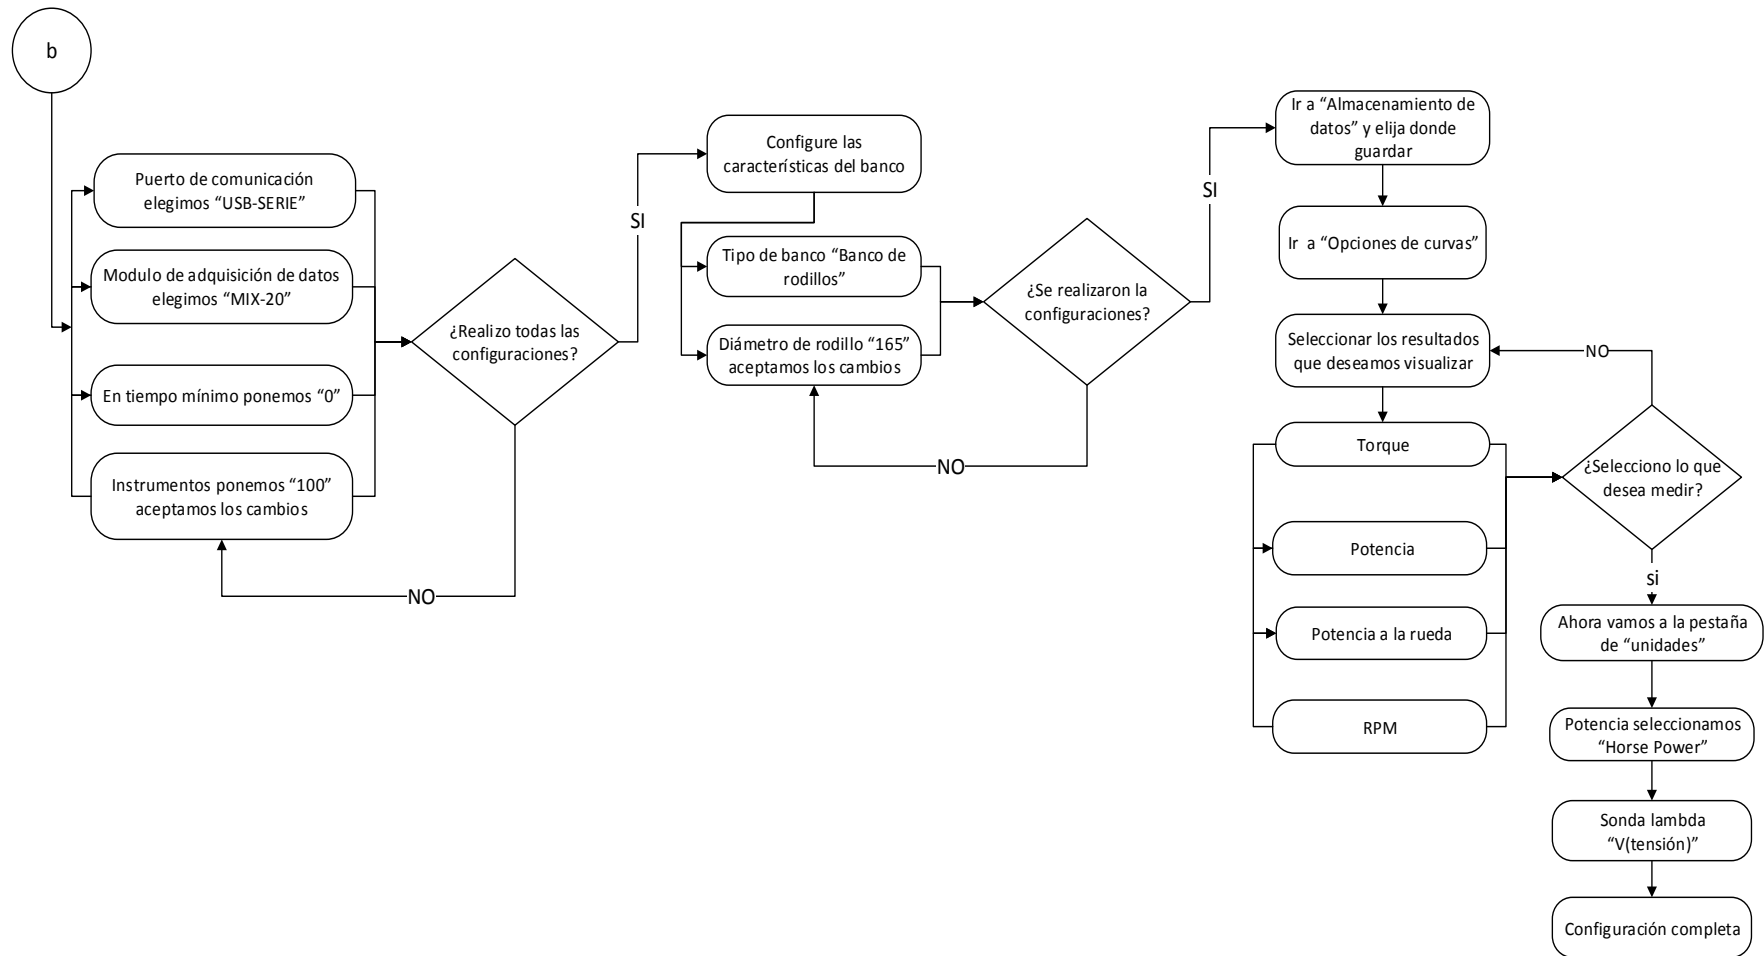 b
Puerto de comunicación
elegimos “USB-SERIE”
Modulo de adquisición de datos
elegimos “MIX-20”
En tiempo mínimo ponemos “0”
Instrumentos ponemos “100”
aceptamos los cambios
¿Realizo todas las
configuraciones?
NO
SI
Configure las
características del banco
Tipo de banco “Banco de
rodillos”
Diámetro de rodillo “165”
aceptamos los cambios
¿Se realizaron la
configuraciones?
NO
SI
Ir a “Almacenamiento de
datos” y elija donde
guardar
Ir a “Opciones de curvas”
Seleccionar los resultados
que deseamos visualizar
Torque
Potencia
Potencia a la rueda
RPM
¿Selecciono lo que
desea medir?
NO
si
Ahora vamos a la pestaña
de “unidades”
Potencia seleccionamos
“Horse Power”
Sonda lambda
“V(tensión)”
Configuración completa